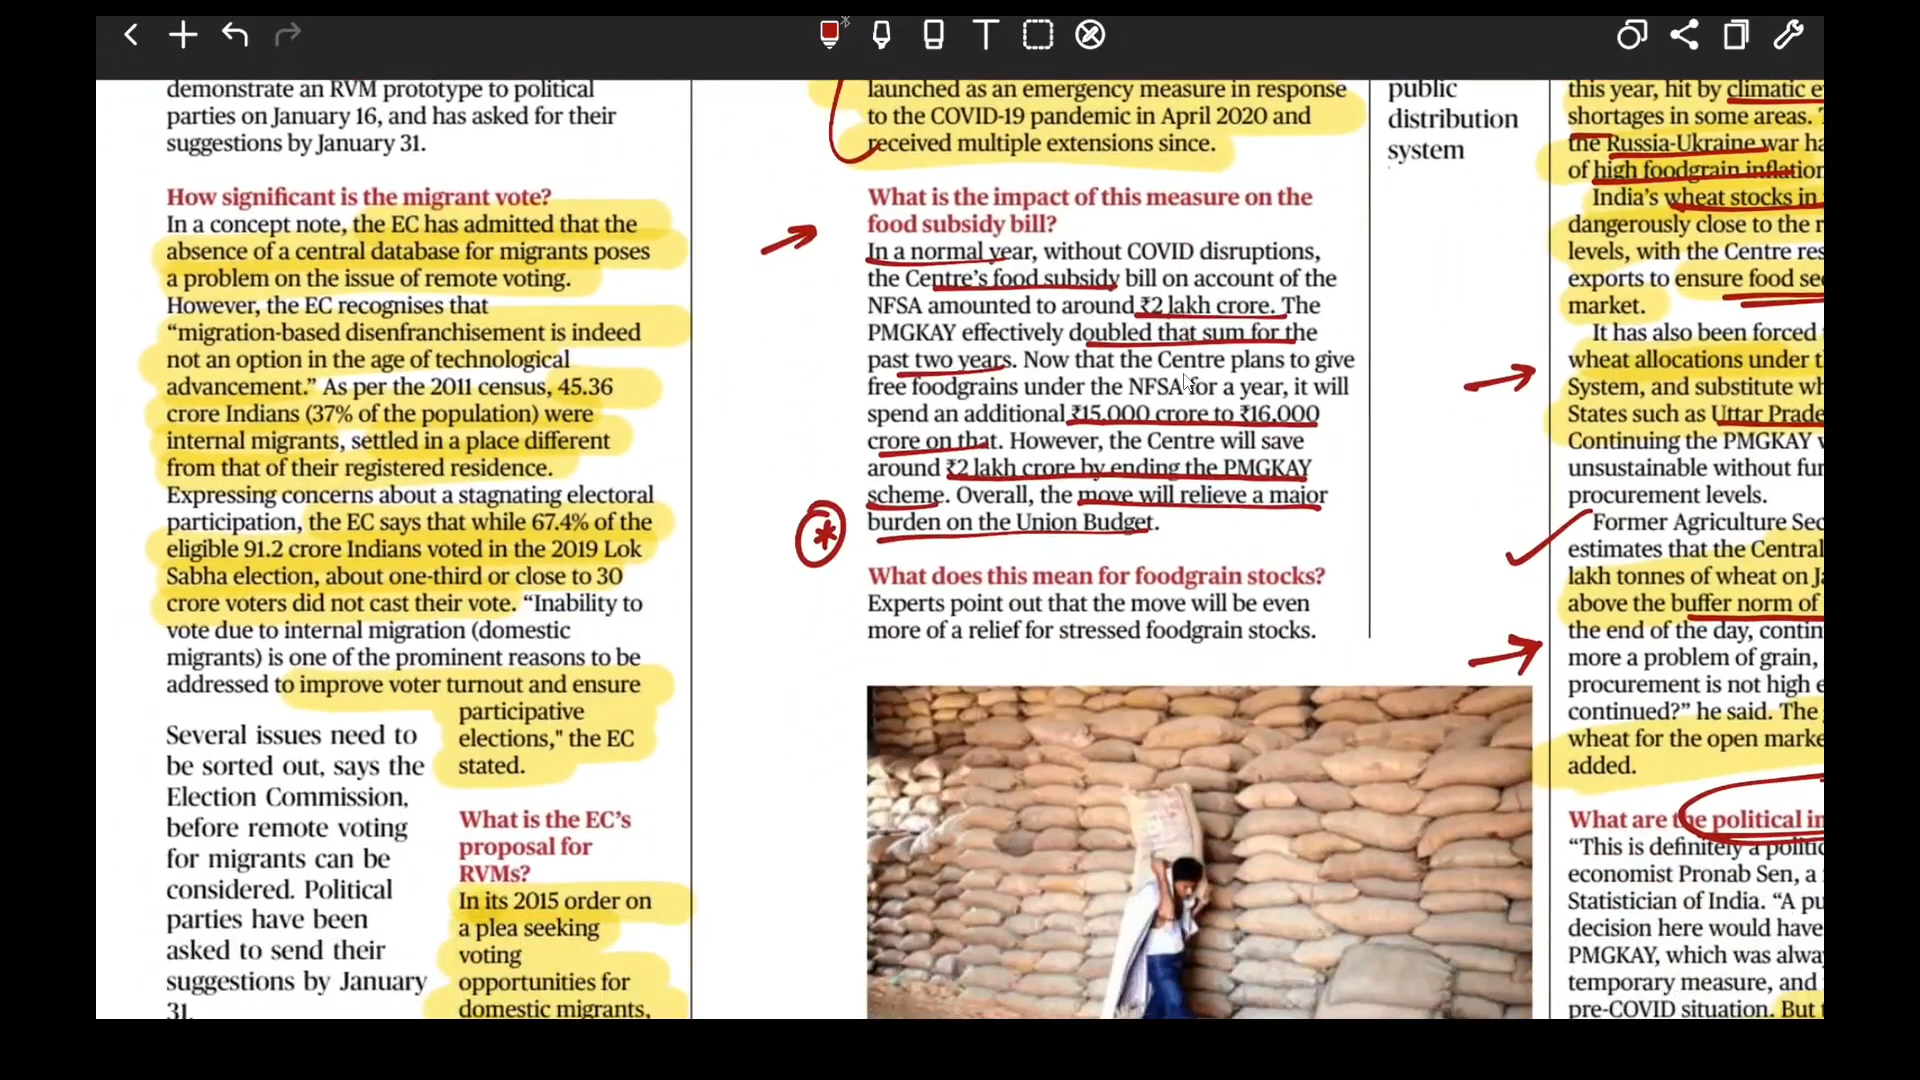 demonstrate an RVM prototype to political
parties on January 16, and has asked for their
suggestions by January 31.
How significant is the migrant vote?
In a concept note, the EC has admitted that the
absence of a central database for migrants poses
a problem on the issue of remote voting.
However, the EC recognises that
“migration-based disenfranchisement is indeed
not an option in the age of technological
advancement.” As per the 2011 census, 45.36
crore Indians (37% of the population) were
internal migrants, settled in a place different
from that of their registered residence.
Expressing concerns about a stagnating electoral
participation, the EC says that while 67.4% of the
eligible 91.2 crore Indians voted in the 2019 Lok
Sabha election, about one-third or close to 30
crore voters did not cast their vote. “Inability to
vote due to internal migration (domestic
migrants) is one of the prominent reasons to be
addressed to improve voter turnout and ensure
participative
elections," the EC
stated.
Several issues need to
be sorted out, says the
Election Commission,
before remote voting
for migrants can be
considered. Political
parties have been
asked to send their
suggestions by January
31.
What is the EC’s
proposal for
RVMs?
In its 2015 order on
a plea seeking
voting
opportunities for
domestic migrants,
launched as an emergency measure in response
to the COVID-19 pandemic in April 2020 and
received multiple extensions since.
What is the impact of this measure on the
food subsidy bill?
In a normal year, without COVID disruptions,
the Centre’s food subsidy bill on account of the
NFSA amounted to around ₹2 lakh crore. The
PMGKAY effectively doubled that sum for the
past two years. Now that the Centre plans to give
free foodgrains under the NFSA for a year, it will
spend an additional ₹15,000 crore to ₹16,000
crore on that. However, the Centre will save
around ₹2 lakh crore by ending the PMGKAY
scheme. Overall, the move will relieve a major
burden on the Union Budget.
What does this mean for foodgrain stocks?
Experts point out that the move will be even
more of a relief for stressed foodgrain stocks.
public
distribution
system
this year, hit by climatic
shortages in some areas.
the Russia-Ukraine war
of high foodgrain inflation
India’s wheat stocks in
dangerously close to the
levels, with the Centre
exports to ensure food
market.
It has also been forced
wheat allocations under
System, and substitute
States such as Uttar
Continuing the PMGKAY
unsustainable without
procurement levels.
Former Agriculture
estimates that the Central
lakh tonnes of wheat on
above the buffer norm of
the end of the day,
more a problem of grain,
procurement is not high
continued?” he said. The
wheat for the open
added.
What are the political
“This is definitely a
economist Pronab Sen, a
Statistician of India. “A
decision here would have
PMGKAY, which was
temporary measure, and
pre-COVID situation. But